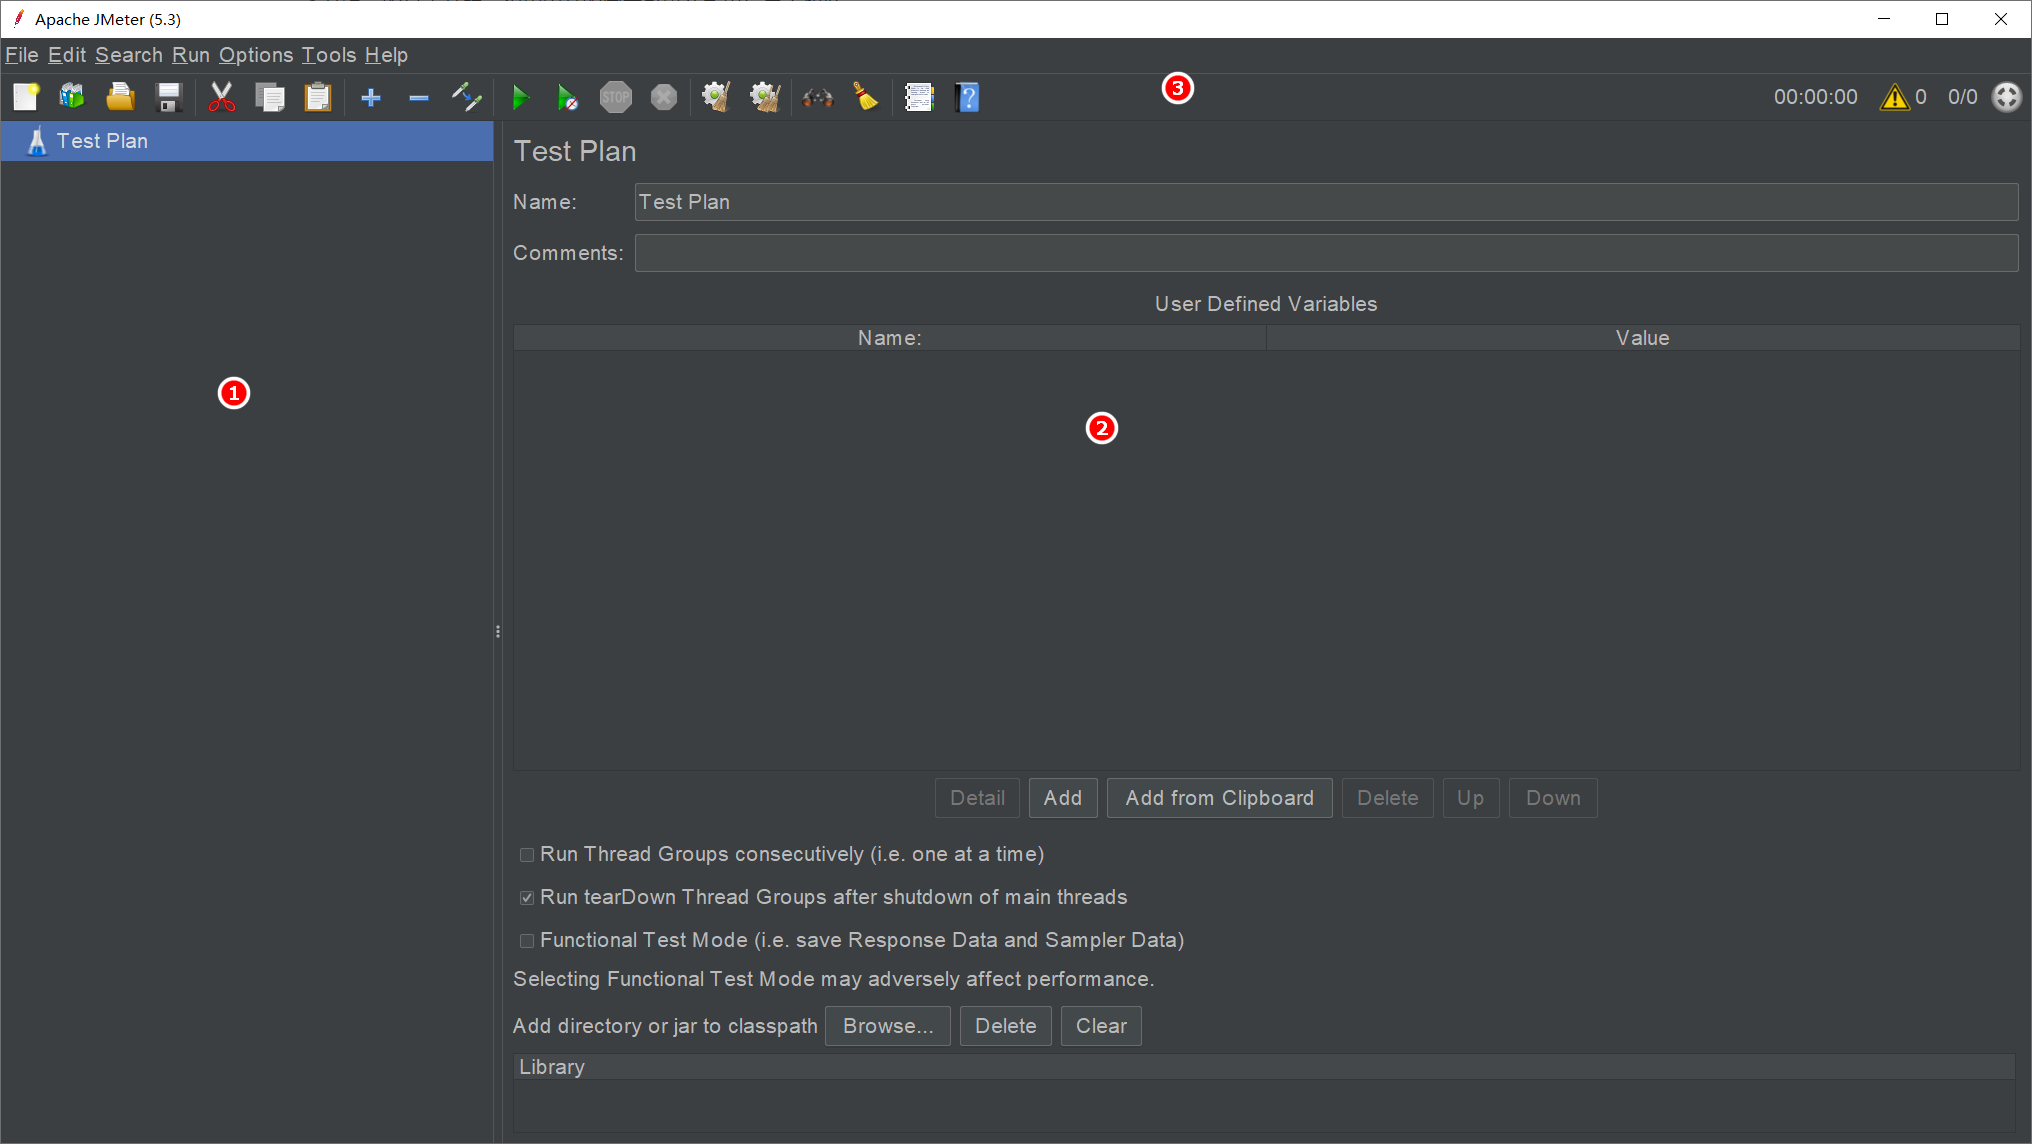 Apache JMeter (5.3)
File Edit Search Run Options Tools Help
STOP
?
3
00:00:00
0
0/0
Test Plan
1
Test Plan
Name: Test Plan
Comments:
User Defined Variables
Name: Value
2
Detail Add Add from Clipboard Delete Up Down
Run Thread Groups consecutively (i.e. one at a time)
Run tearDown Thread Groups after shutdown of main threads
Functional Test Mode (i.e. save Response Data and Sampler Data)
Selecting Functional Test Mode may adversely affect performance.
Add directory or jar to classpath Browse... Delete Clear
Library